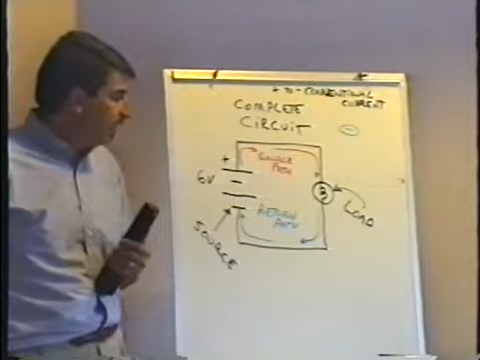 + TO - CONVENTIONAL
CURRENT
COMPLETE
CIRCUIT
+
6V
SOURCE
PATH
LOAD
RETURN
PATH
SOURCE